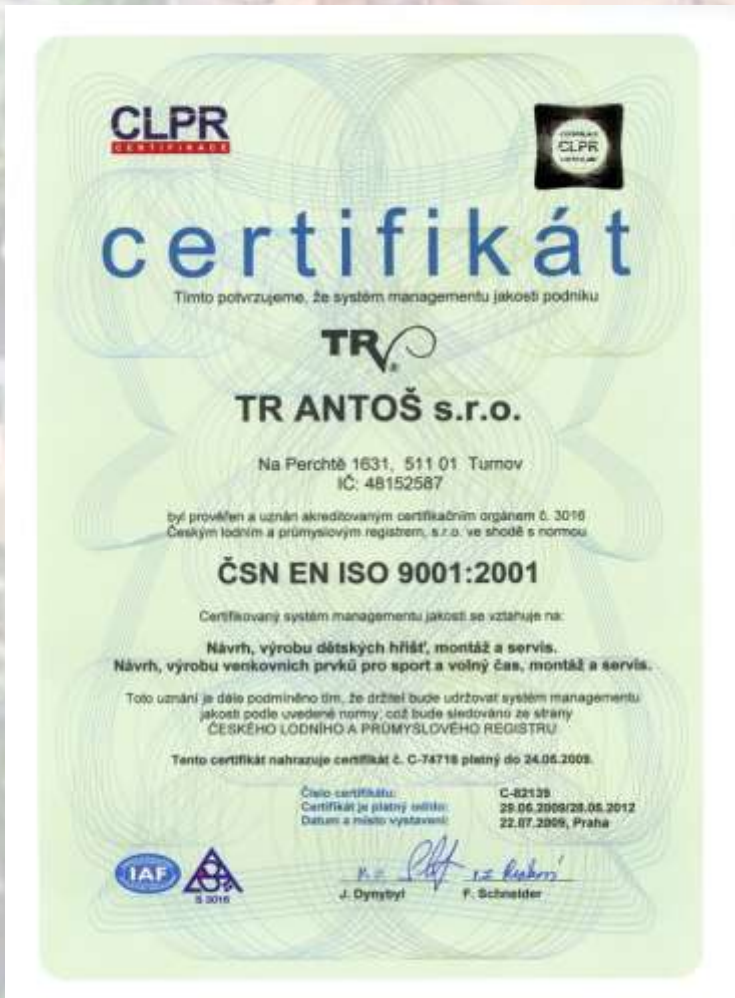 CLPR
CERTIFIKACE
CLPR
certifikát
Tímto potvrzujeme, že systém managementu jakosti podniku
TR
®
TR ANTOŠ s.r.o.
Na Perchtě 1631, 511 01 Turnov
IČ: 48152587
byl prověřen a uznán akreditovaným certifikačním orgánem č. 3016
Českým lodním a průmyslovým registrem, s.r.o. ve shodě s normou
ČSN EN ISO 9001:2001
Certifikovaný systém managementu jakosti se vztahuje na:
Návrh, výrobu dětských hřišť, montáž a servis.
Návrh, výrobu venkovních prvků pro sport a volný čas, montáž a servis.
Toto uznání je dále podmíněno tím, že držitel bude udržovat systém managementu
jakosti podle uvedené normy, což bude sledováno ze strany
ČESKÉHO LODNÍHO A PRŮMYSLOVÉHO REGISTRU
Tento certifikát nahrazuje certifikát č. C-74718 platný do 24.06.2009.
Číslo certifikátu: C-82139
Certifikát je platný od/do: 29.06.2009/28.06.2012
Datum a místo vystavení: 22.07.2009, Praha
IAF
S 3016
J. Dynybyl F. Schneider